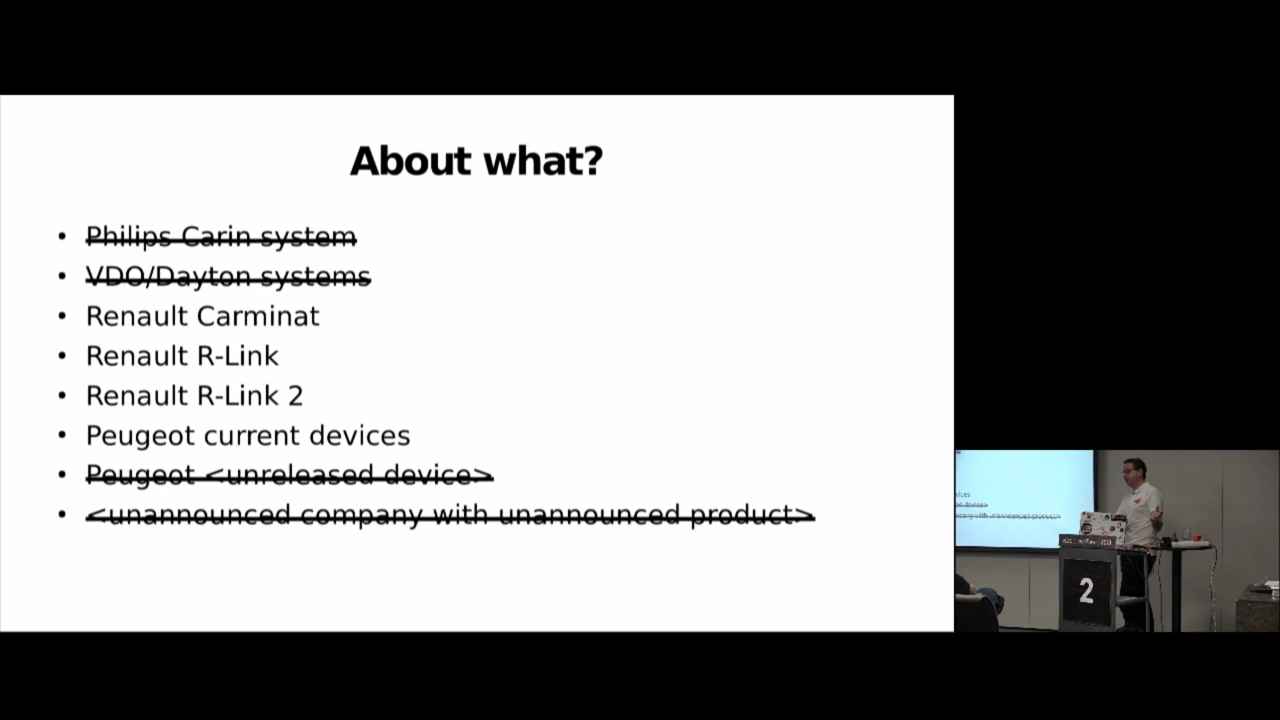 About what?
• Philips Carin system
• VDO/Dayton systems
• Renault Carminat
• Renault R-Link
• Renault R-Link 2
• Peugeot current devices
• Peugeot <unreleased device>
• <unannounced company with unannounced product>
2